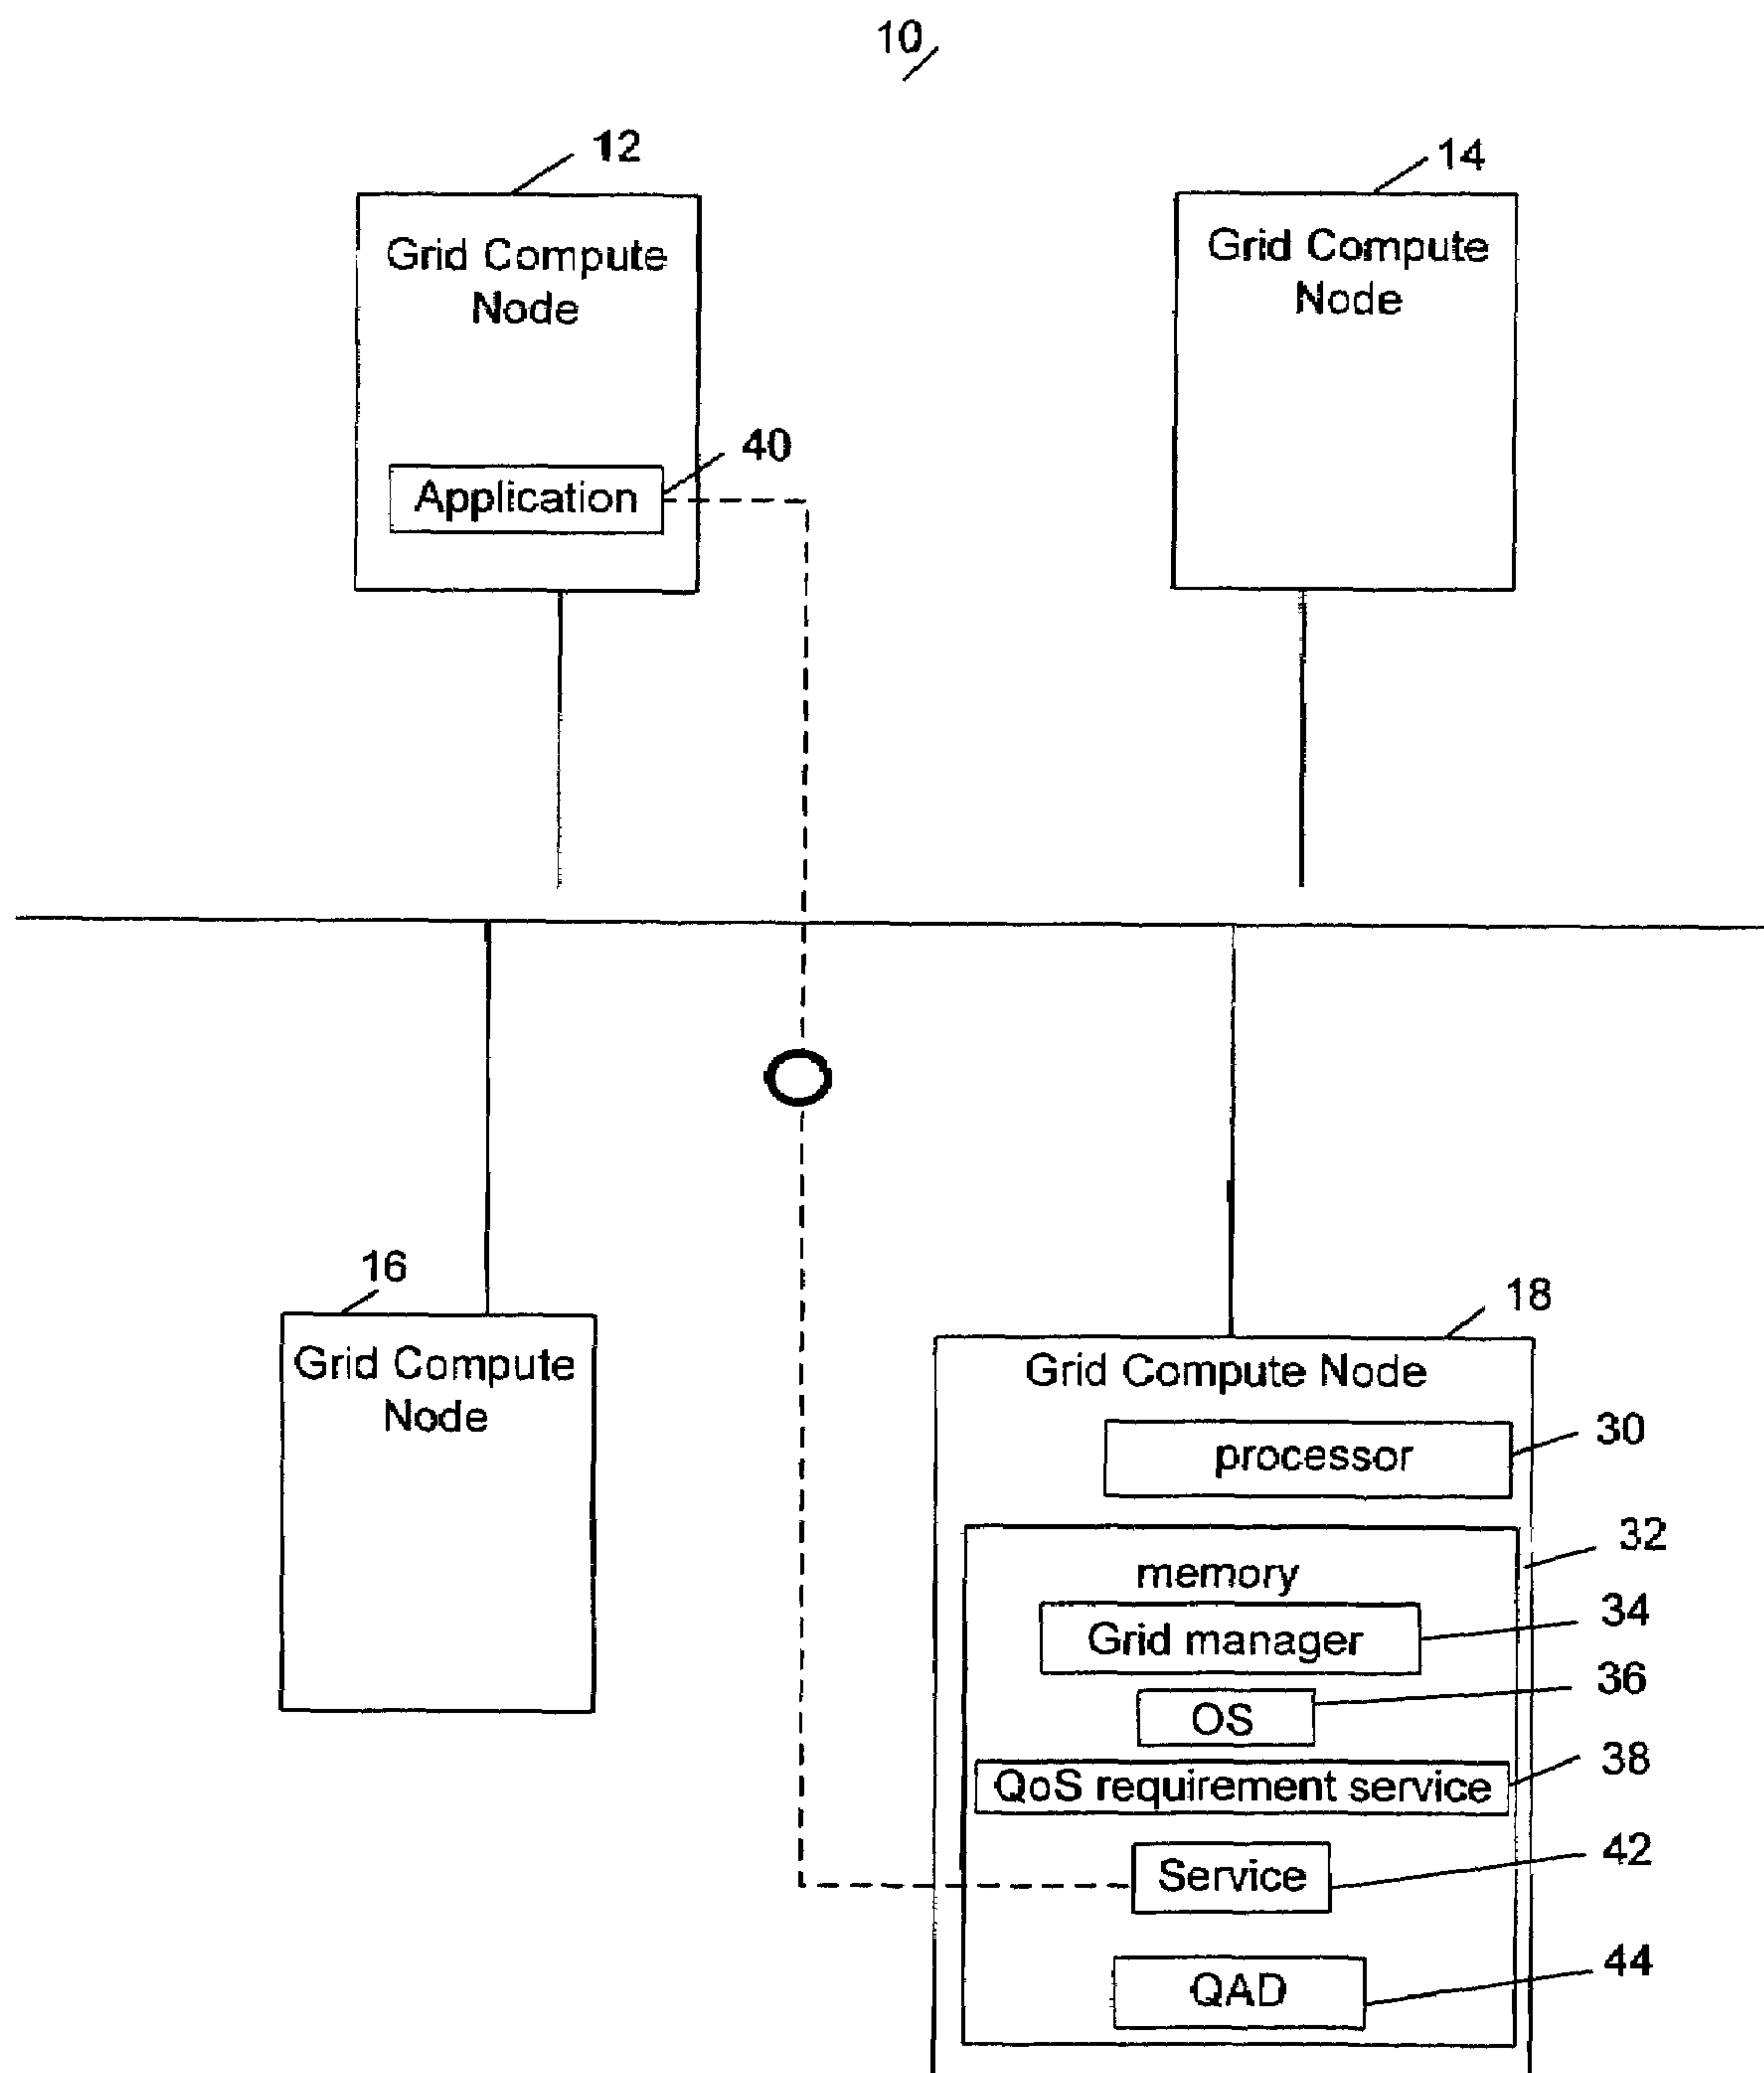 10
12
14
Grid Compute
Node
Grid Compute
Node
40
Application
16
18
Grid Compute
Node
Grid Compute Node
30
processor
32
memory
34
Grid manager
36
OS
38
QoS requirement service
42
Service
44
QAD